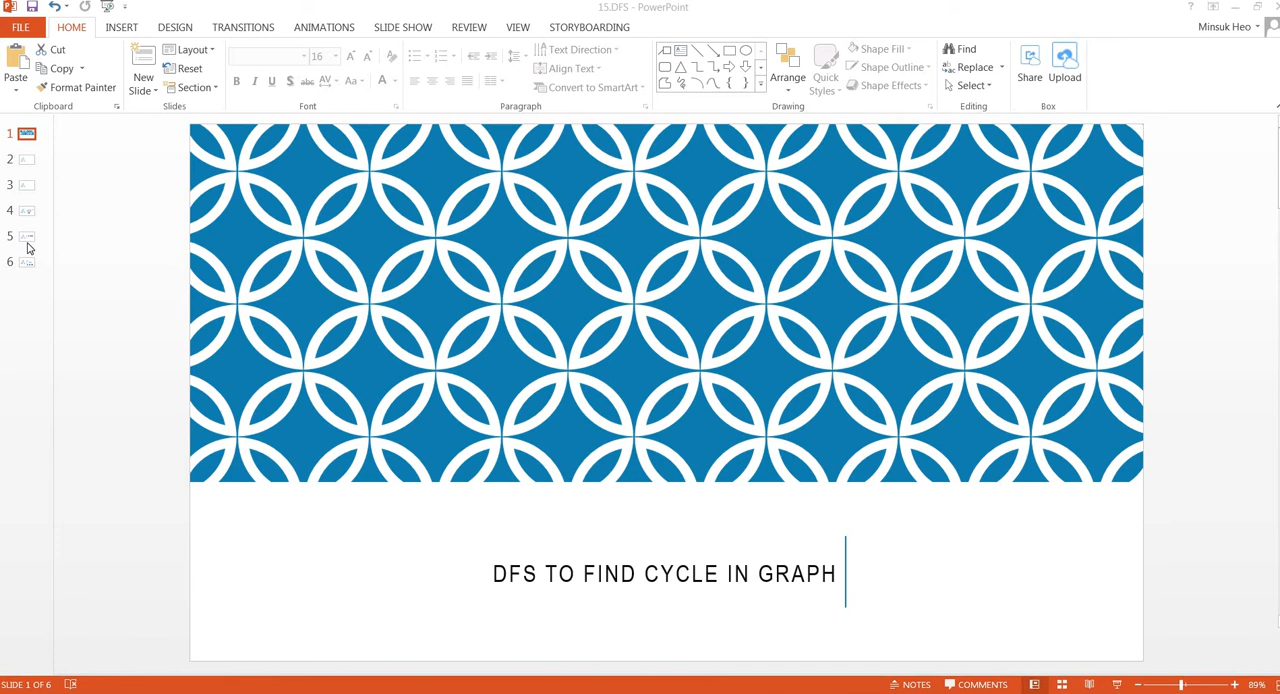 15.DFS - PowerPoint
FILE HOME INSERT DESIGN TRANSITIONS ANIMATIONS SLIDE SHOW REVIEW VIEW STORYBOARDING Minsuk Heo
Paste
Cut
Copy
Format Painter
Clipboard
New
Slide
Layout
Reset
Section
Slides
16
Font
Text Direction
Align Text
Convert to SmartArt
Paragraph
Arrange
Quick
Styles
Shape Fill
Shape Outline
Shape Effects
Drawing
Find
Replace
Select
Editing
Share Upload
Box
1
2
3
4
5
6
DFS TO FIND CYCLE IN GRAPH
SLIDE 1 OF 6 NOTES COMMENTS 89%